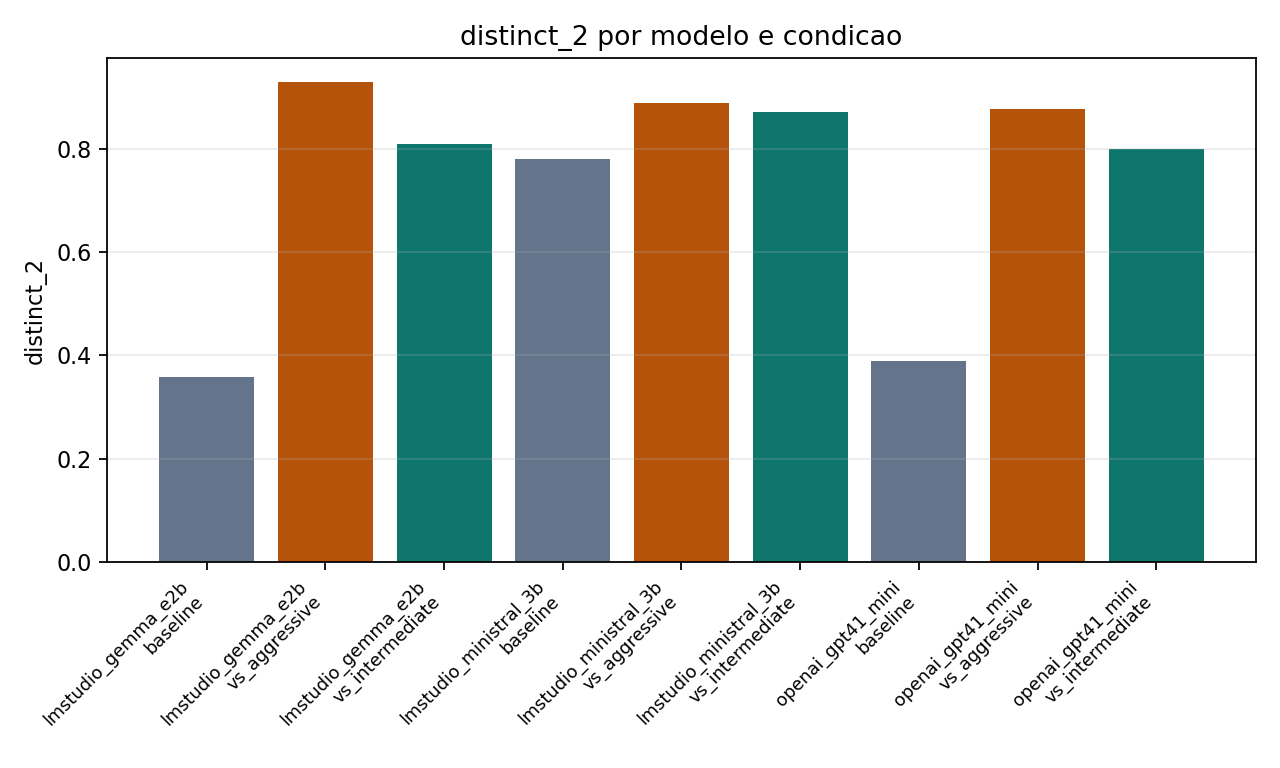 distinct_2 por modelo e condicao
distinct_2
0.8
0.6
0.4
0.2
0.0
lmstudio_gemma_e2b
baseline
lmstudio_gemma_e2b
vs_aggressive
lmstudio_gemma_e2b
vs_intermediate
lmstudio_ministral_3b
baseline
lmstudio_ministral_3b
vs_aggressive
lmstudio_ministral_3b
vs_intermediate
openai_gpt41_mini
baseline
openai_gpt41_mini
vs_aggressive
openai_gpt41_mini
vs_intermediate